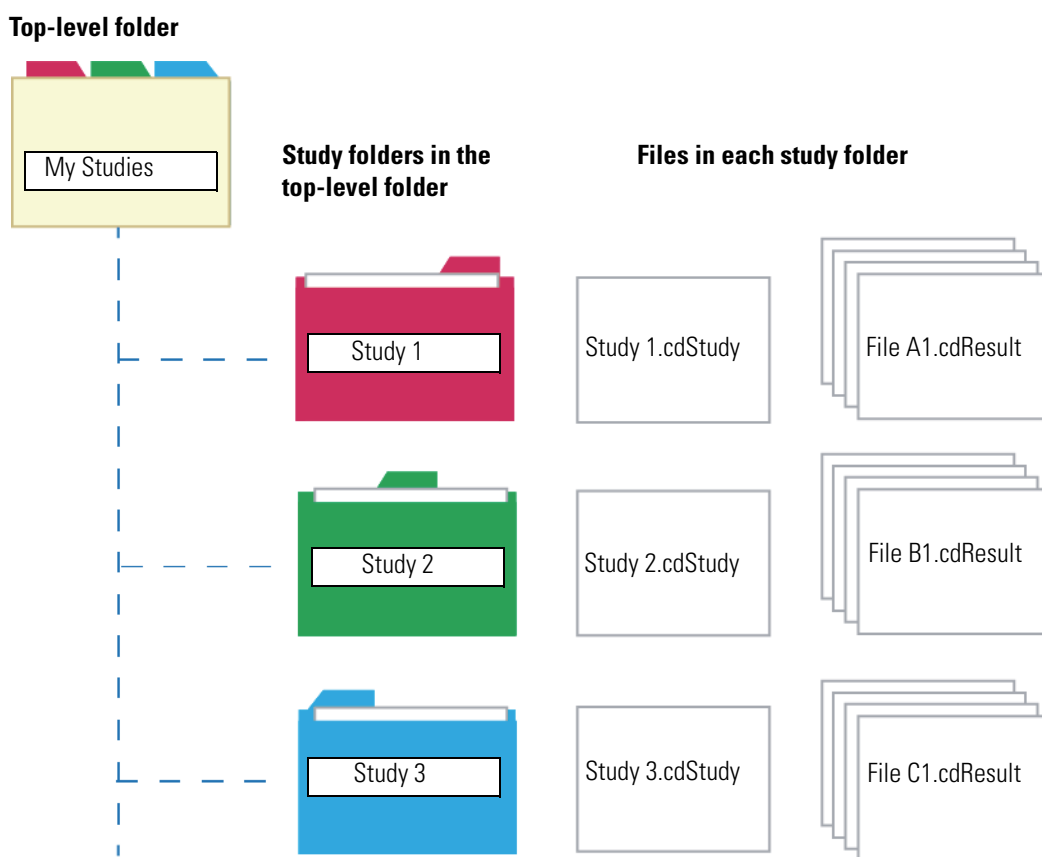 Top-level folder
My Studies
Study folders in the
top-level folder
Files in each study folder
Study 1
Study 1.cdStudy
File A1.cdResult
Study 2
Study 2.cdStudy
File B1.cdResult
Study 3
Study 3.cdStudy
File C1.cdResult